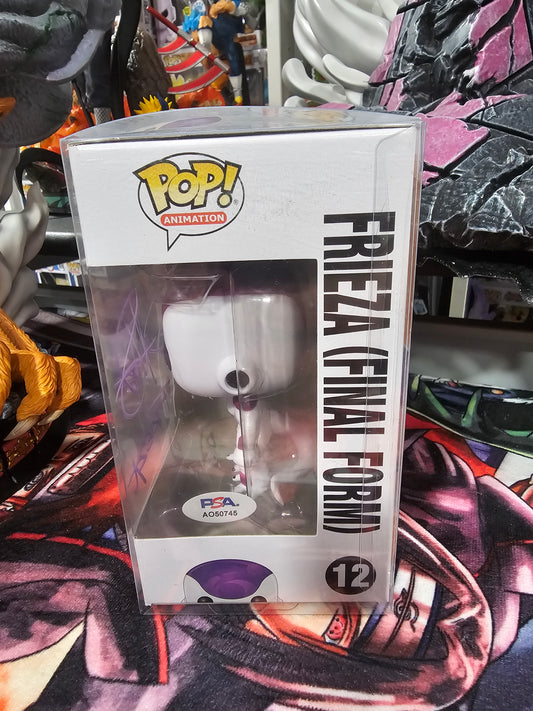 POP!
ANIMATION
FRIEZA (FINAL FORM)
12
PSA
AO50745